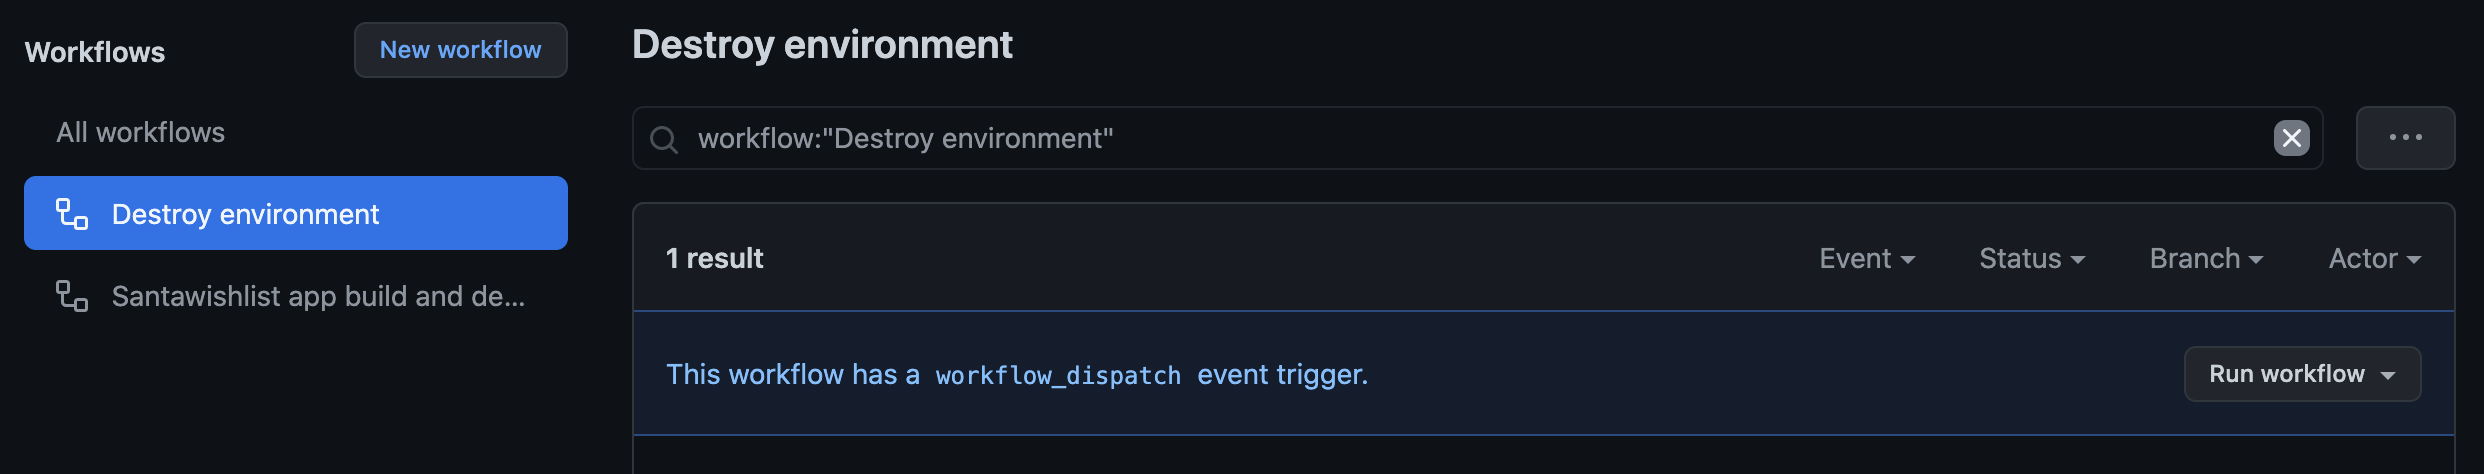 Workflows
New workflow
All workflows
Destroy environment
Santawishlist app build and de...
Destroy environment
workflow:"Destroy environment"
1 result
Event
Status
Branch
Actor
This workflow has a workflow_dispatch event trigger.
Run workflow